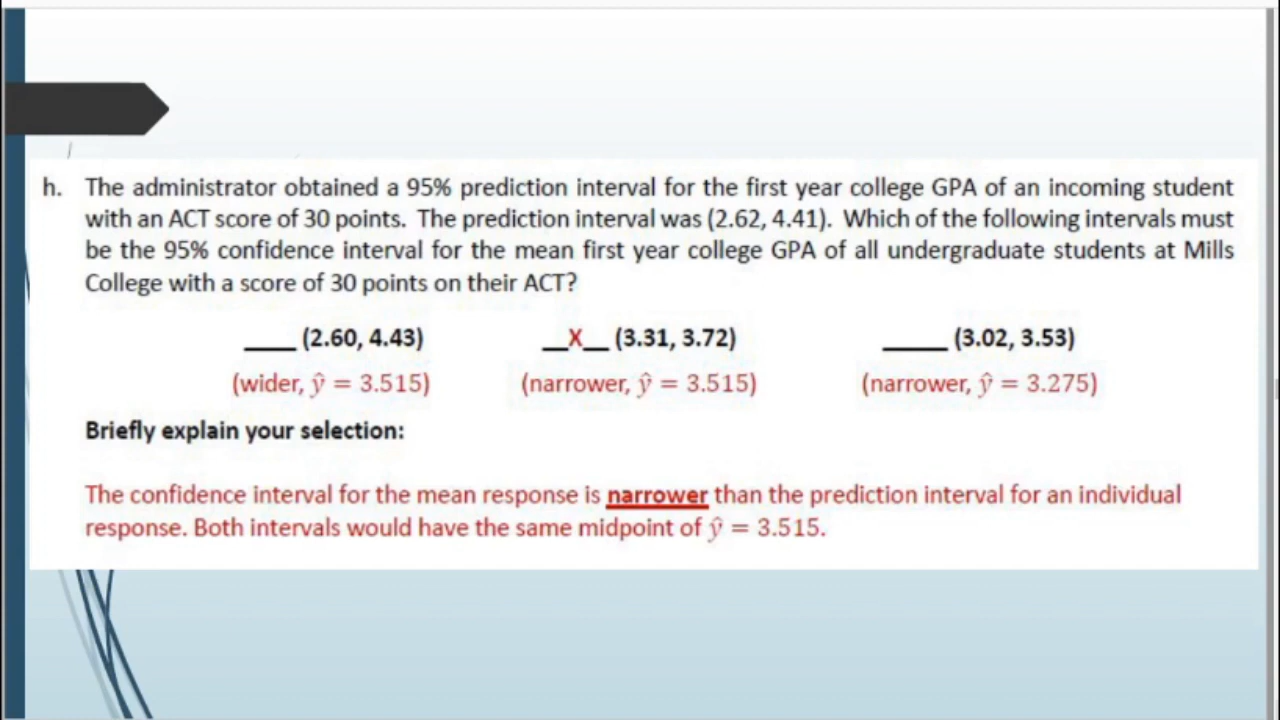 h. The administrator obtained a 95% prediction interval for the first year college GPA of an incoming student
with an ACT score of 30 points. The prediction interval was (2.62, 4.41). Which of the following intervals must
be the 95% confidence interval for the mean first year college GPA of all undergraduate students at Mills
College with a score of 30 points on their ACT?
____ (2.60, 4.43) __X__ (3.31, 3.72) _____ (3.02, 3.53)
(wider, ŷ = 3.515) (narrower, ŷ = 3.515) (narrower, ŷ = 3.275)
Briefly explain your selection:
The confidence interval for the mean response is narrower than the prediction interval for an individual
response. Both intervals would have the same midpoint of ŷ = 3.515.